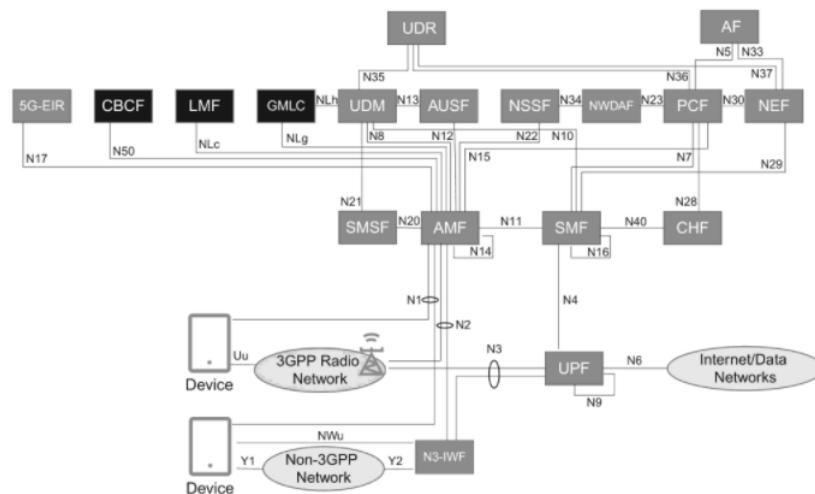 UDR
AF
N5
N33
N35
N36
N37
5G-EIR
CBCF
LMF
GMLC
NLh
UDM
N13
AUSF
NSSF
N34
NWDAF
N23
PCF
N30
NEF
N17
N50
NLc
NLg
N8
N12
N22
N10
N15
N7
N29
N21
N28
SMSF
N20
AMF
N11
SMF
N40
CHF
N14
N16
N1
N2
N4
Uu
3GPP Radio
Network
Device
N3
UPF
N6
Internet/Data
Networks
N9
NWu
Y1
Non-3GPP
Network
Y2
N3-IWF
Device